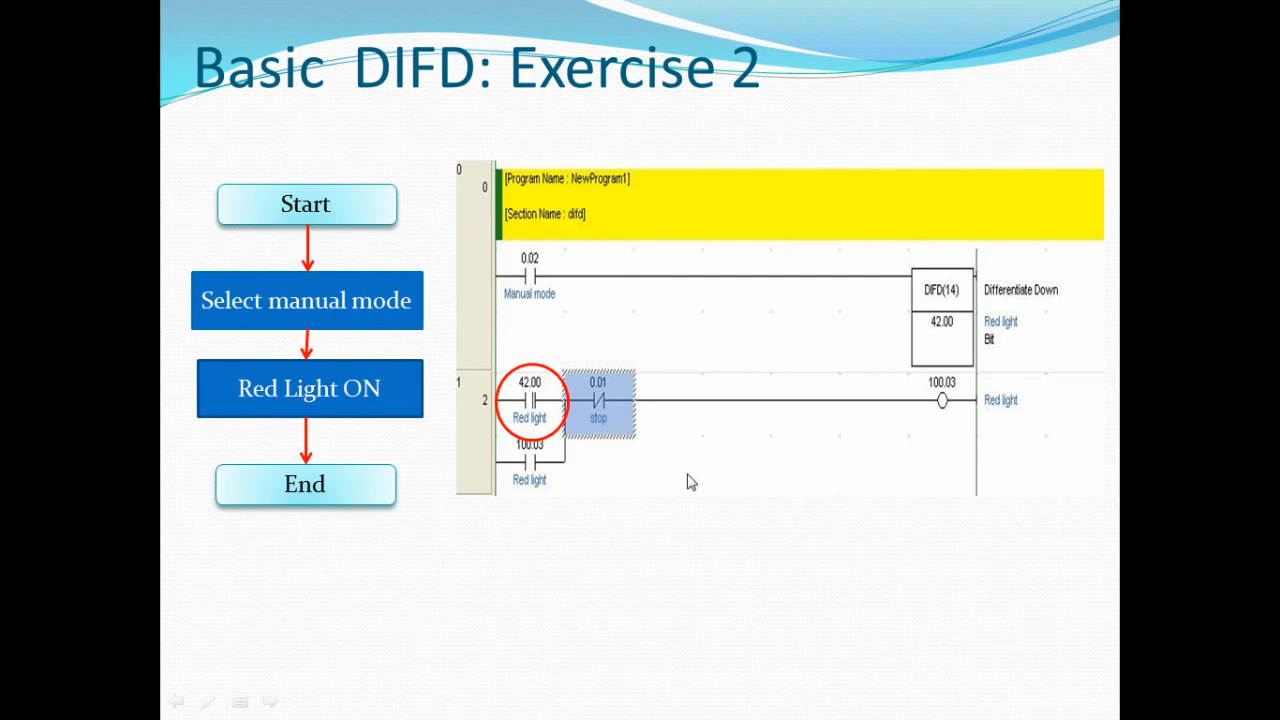 Basic DIFD: Exercise 2
Start
Select manual mode
Red Light ON
End
0
0
[Program Name : NewProgram1]
[Section Name : difd]
0.02
Manual mode
DIFD(14)
Differentiate Down
42.00
Red light
Bit
1
2
42.00
Red light
0.01
stop
100.03
Red light
100.03
Red light